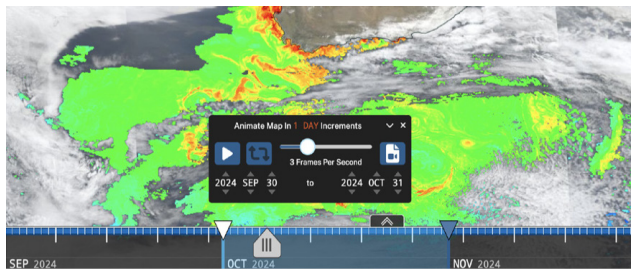 Animate Map In 1 DAY Increments
3 Frames Per Second
2024 SEP 30 to 2024 OCT 31
SEP 2024 OCT 2024 NOV 2024